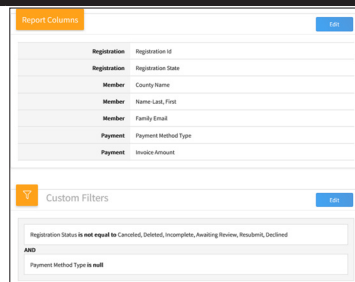 Report Columns
Edit
Registration Registration Id
Registration Registration State
Member County Name
Member Name-Last, First
Member Family Email
Payment Payment Method Type
Payment Invoice Amount
Custom Filters
Edit
Registration Status is not equal to Canceled, Deleted, Incomplete, Awaiting Review, Resubmit, Declined
AND
Payment Method Type is null